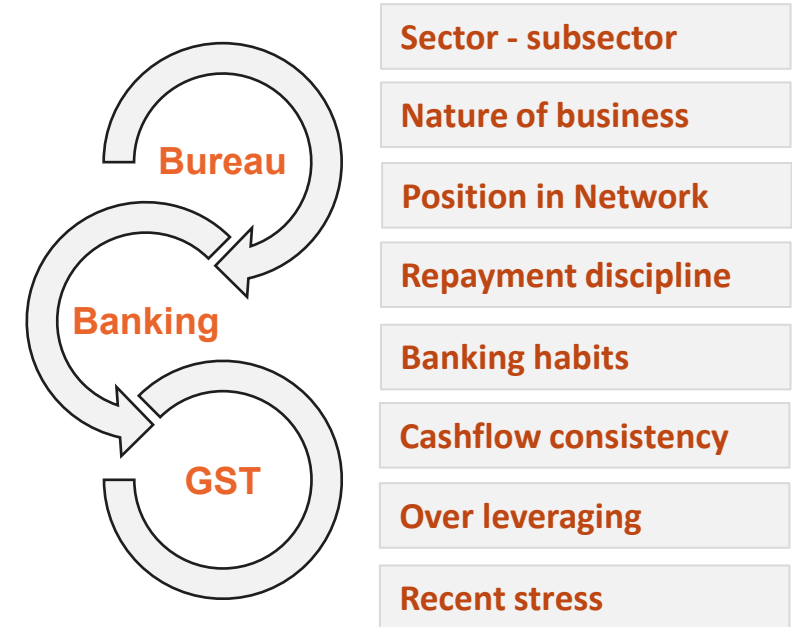 Bureau
Banking
GST
Sector - subsector
Nature of business
Position in Network
Repayment discipline
Banking habits
Cashflow consistency
Over leveraging
Recent stress